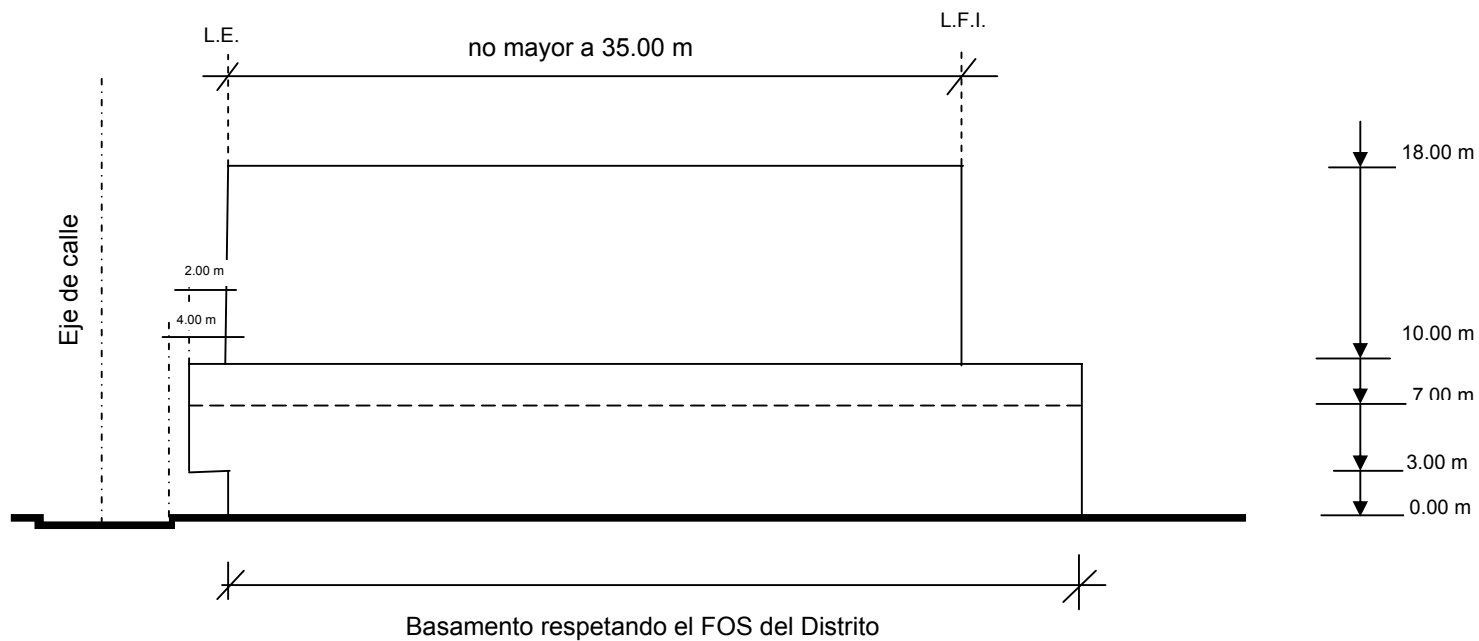 L.E.
no mayor a 35.00 m
L.F.I.
Eje de calle
2.00 m
4.00 m
18.00 m
10.00 m
7.00 m
3.00 m
0.00 m
Basamento respetando el FOS del Distrito